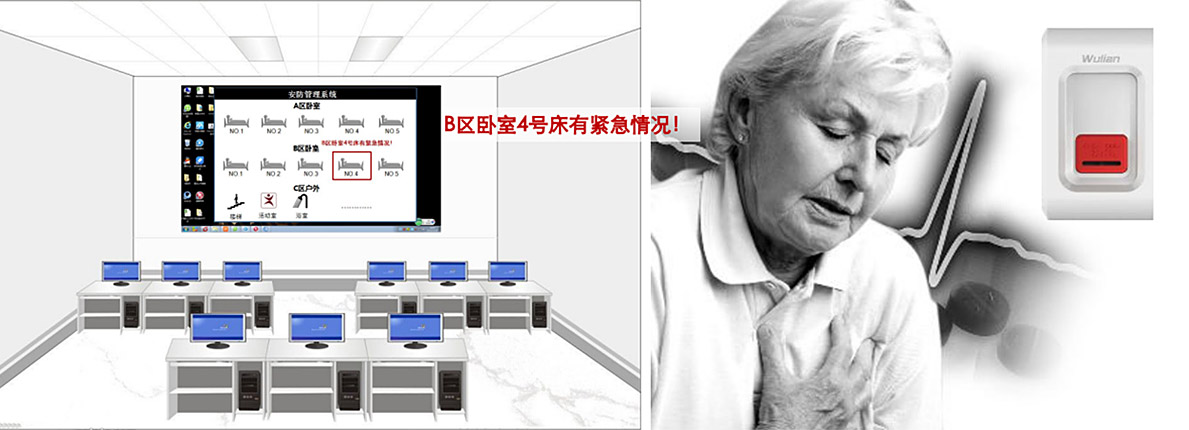 安防管理系统
A区卧室
NO 1 NO 2 NO 3 NO 4 NO 5
B区卧室4号床有紧急情况!
B区卧室4号床有紧急情况!
B区卧室
NO 1 NO 2 NO 3 NO 4 NO 5
C区户外
楼梯 活动室 浴室 ............
Wulian